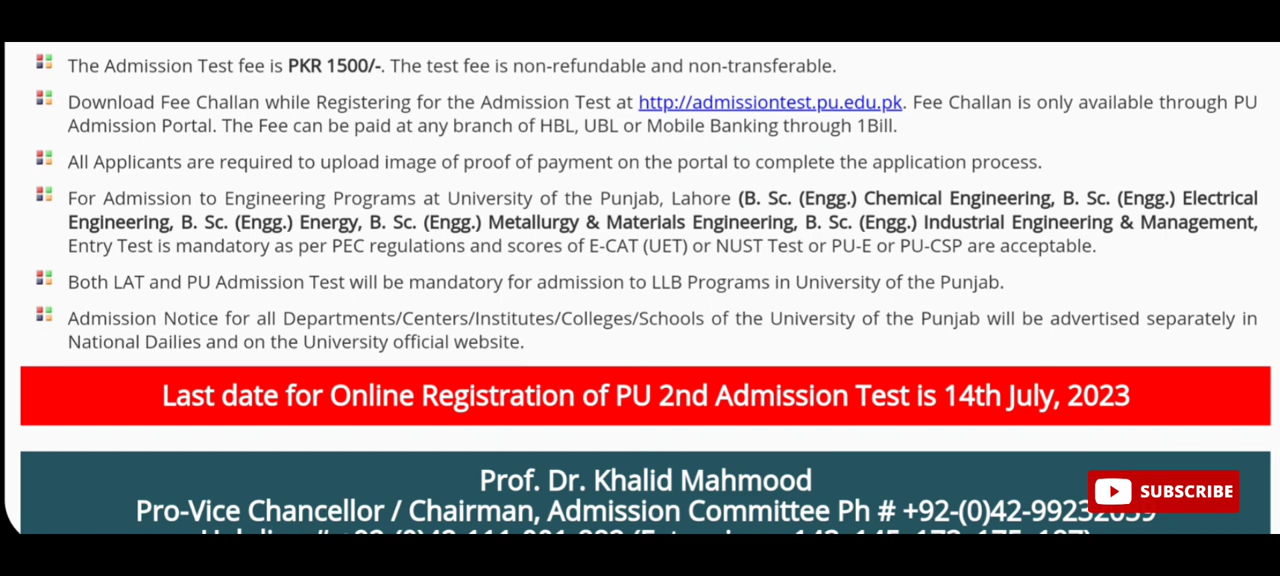 The Admission Test fee is PKR 1500/-. The test fee is non-refundable and non-transferable.
Download Fee Challan while Registering for the Admission Test at http://admissiontest.pu.edu.pk. Fee Challan is only available through PU
Admission Portal. The Fee can be paid at any branch of HBL, UBL or Mobile Banking through 1Bill.
All Applicants are required to upload image of proof of payment on the portal to complete the application process.
For Admission to Engineering Programs at University of the Punjab, Lahore (B. Sc. (Engg.) Chemical Engineering, B. Sc. (Engg.) Electrical
Engineering, B. Sc. (Engg.) Energy, B. Sc. (Engg.) Metallurgy & Materials Engineering, B. Sc. (Engg.) Industrial Engineering & Management,
Entry Test is mandatory as per PEC regulations and scores of E-CAT (UET) or NUST Test or PU-E or PU-CSP are acceptable.
Both LAT and PU Admission Test will be mandatory for admission to LLB Programs in University of the Punjab.
Admission Notice for all Departments/Centers/Institutes/Colleges/Schools of the University of the Punjab will be advertised separately in
National Dailies and on the University official website.
Last date for Online Registration of PU 2nd Admission Test is 14th July, 2023
Prof. Dr. Khalid Mahmood
Pro-Vice Chancellor / Chairman, Admission Committee Ph #
SUBSCRIBE